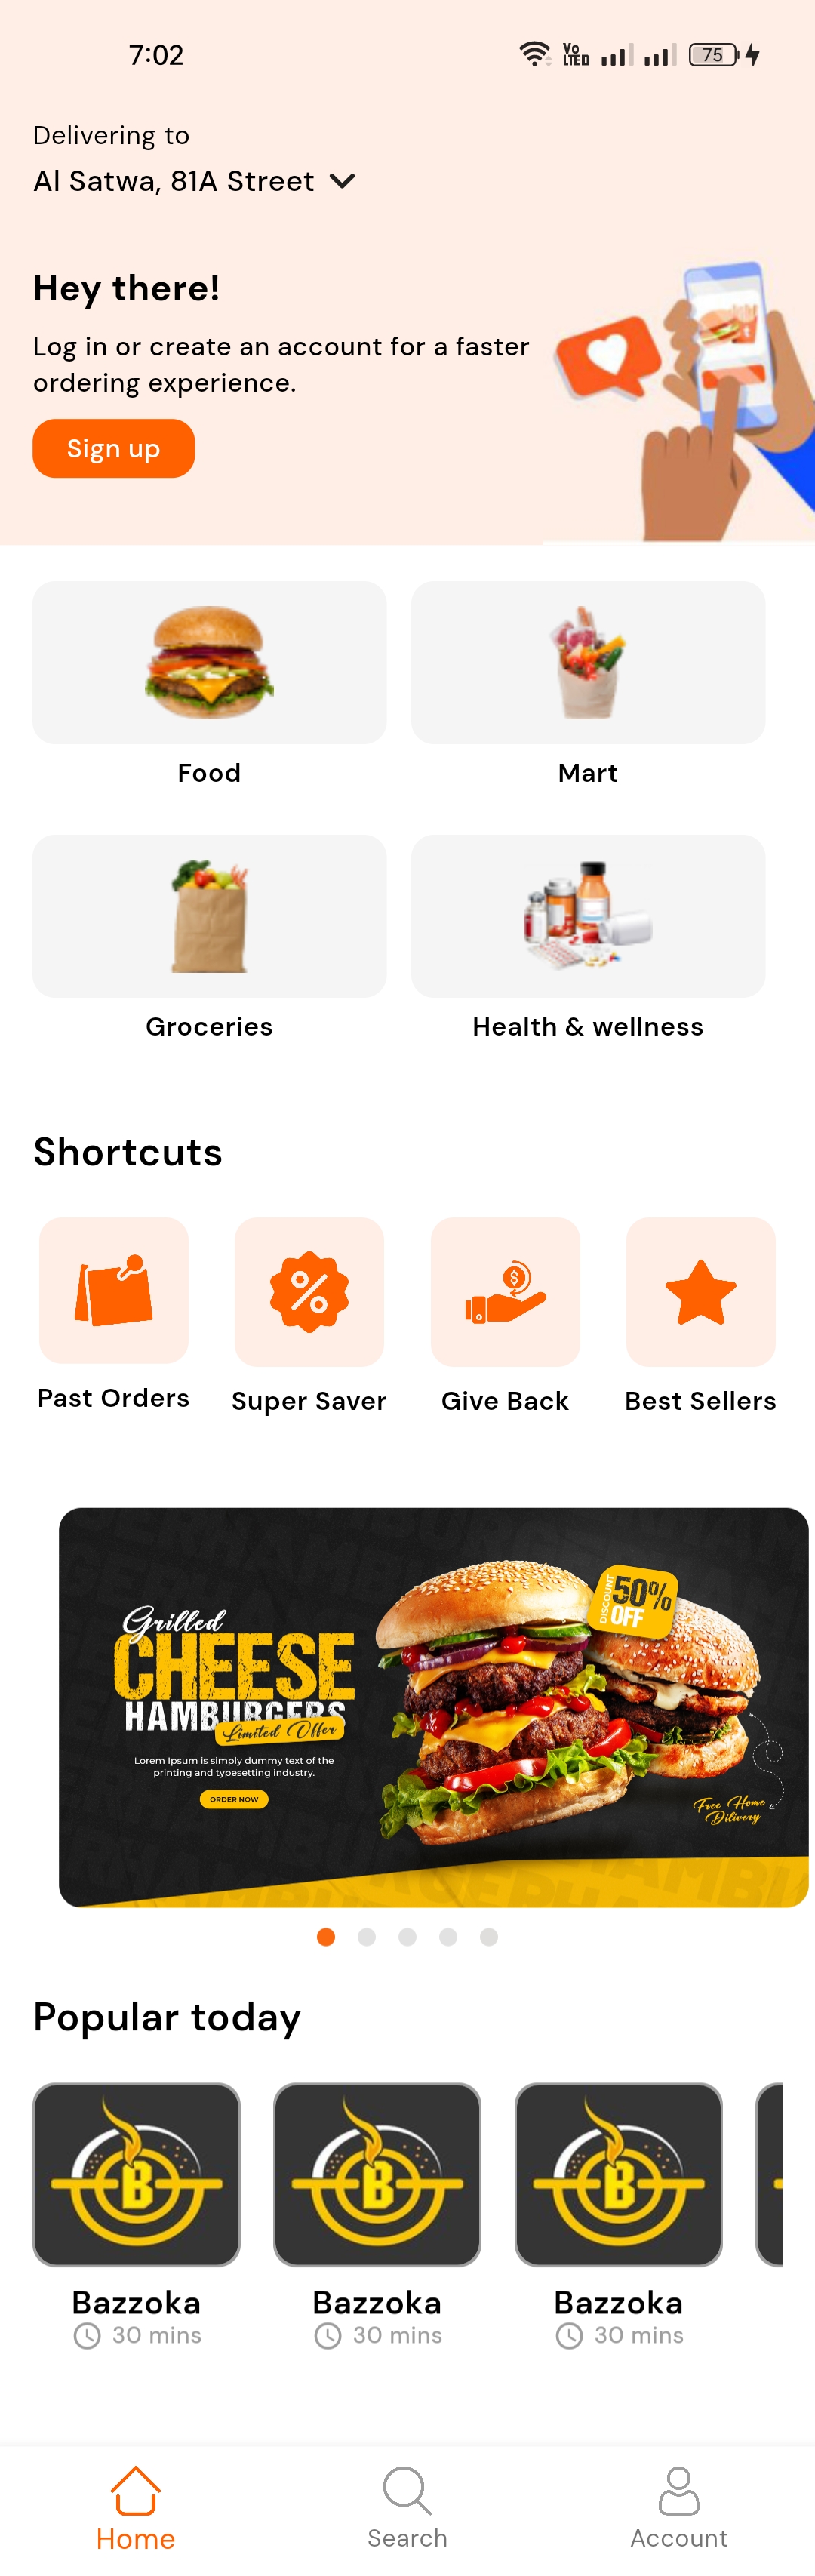 7:02
Vo
LTE
75
Delivering to
Al Satwa, 81A Street
Hey there!
Log in or create an account for a faster
ordering experience.
Sign up
Food
Mart
Groceries
Health & wellness
Shortcuts
Past Orders
Super Saver
Give Back
Best Sellers
Grilled
CHEESE
HAMBURGERS
Limited Offer
Lorem Ipsum is simply dummy text of the
printing and typesetting industry.
ORDER NOW
DISCOUNT
50%
OFF
Free Home
Dilivery
Popular today
B
B
B
Bazzoka
Bazzoka
Bazzoka
30 mins
30 mins
30 mins
Home
Search
Account